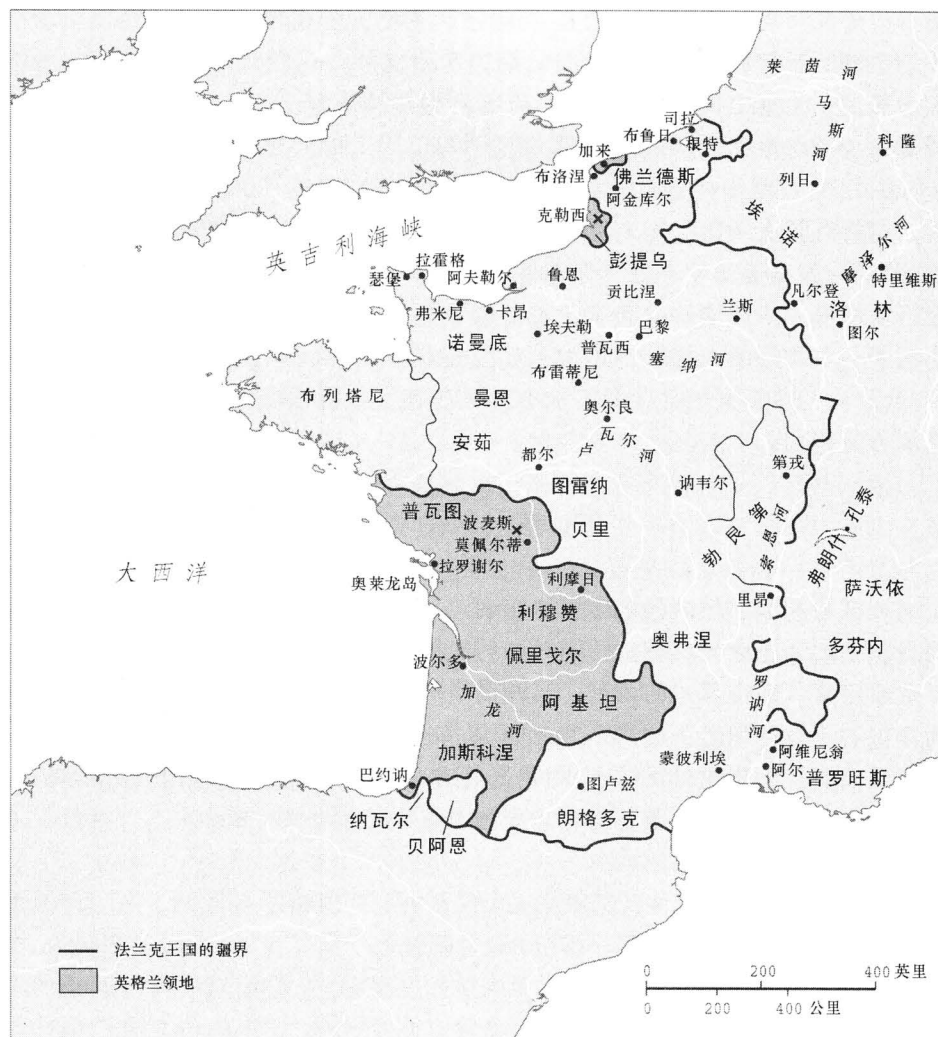 莱茵河
马斯河
司拉
布鲁日
根特
科隆
加来
布洛涅
佛兰德斯
阿金库尔
列日
埃诺
克勒西
英吉利海峡
彭提乌
摩泽尔河
拉霍格
瑟堡
阿夫勒尔
鲁恩
贡比涅
特里维斯
凡尔登
洛林
弗米尼
卡昂
兰斯
图尔
诺曼底
埃夫勒
普瓦西
巴黎
塞纳河
布雷蒂尼
布列塔尼
曼恩
奥尔良
安茹
卢瓦尔河
都尔
图雷纳
讷韦尔
第戎
普瓦图
波麦斯
贝里
莫佩尔蒂
勃艮第
索恩河
弗朗什孔泰
大西洋
拉罗谢尔
奥莱龙岛
利摩日
里昂
萨沃依
利穆赞
奥弗涅
多芬内
佩里戈尔
波尔多
加龙河
阿基坦
罗讷河
加斯科涅
蒙彼利埃
阿维尼翁
阿尔
普罗旺斯
巴约讷
图卢兹
纳瓦尔
贝阿恩
朗格多克
法兰克王国的疆界
英格兰领地
0 200 400 英里
0 200 400 公里